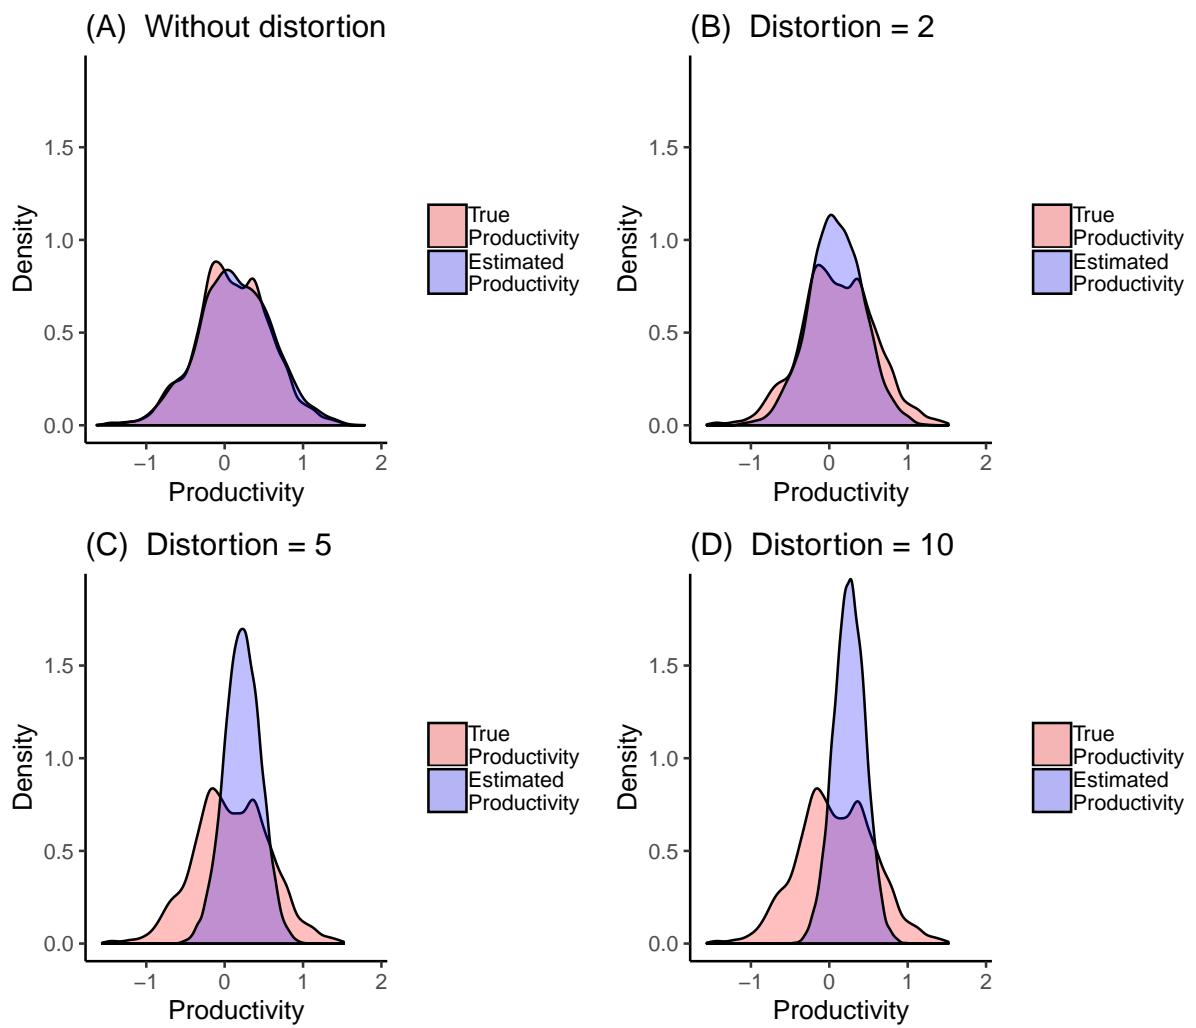 (A) Without distortion
Density
1.5
1.0
0.5
0.0
−1 0 1 2
Productivity
True
Productivity
Estimated
Productivity
(B) Distortion = 2
Density
1.5
1.0
0.5
0.0
−1 0 1 2
Productivity
True
Productivity
Estimated
Productivity
(C) Distortion = 5
Density
1.5
1.0
0.5
0.0
−1 0 1 2
Productivity
True
Productivity
Estimated
Productivity
(D) Distortion = 10
Density
1.5
1.0
0.5
0.0
−1 0 1 2
Productivity
True
Productivity
Estimated
Productivity